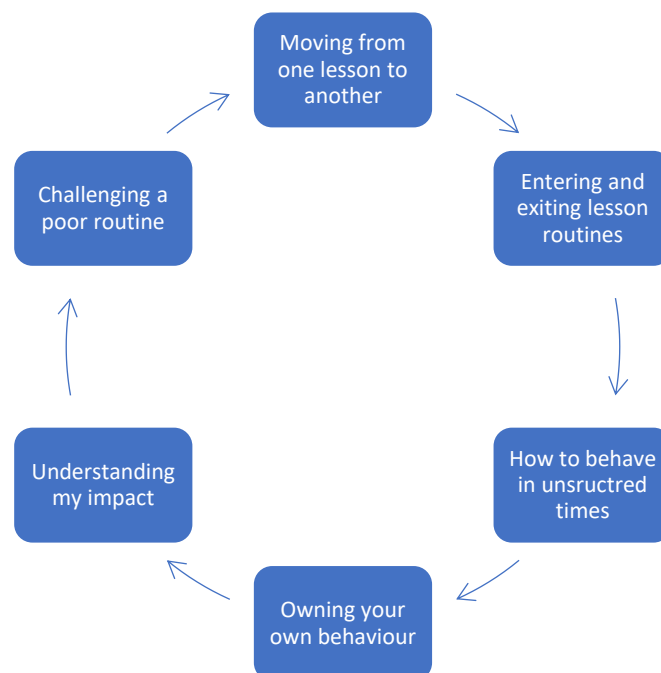 Moving from
one lesson to
another
Entering and
exiting lesson
routines
How to behave
in unsructred
times
Owning your
own behaviour
Understanding
my impact
Challenging a
poor routine